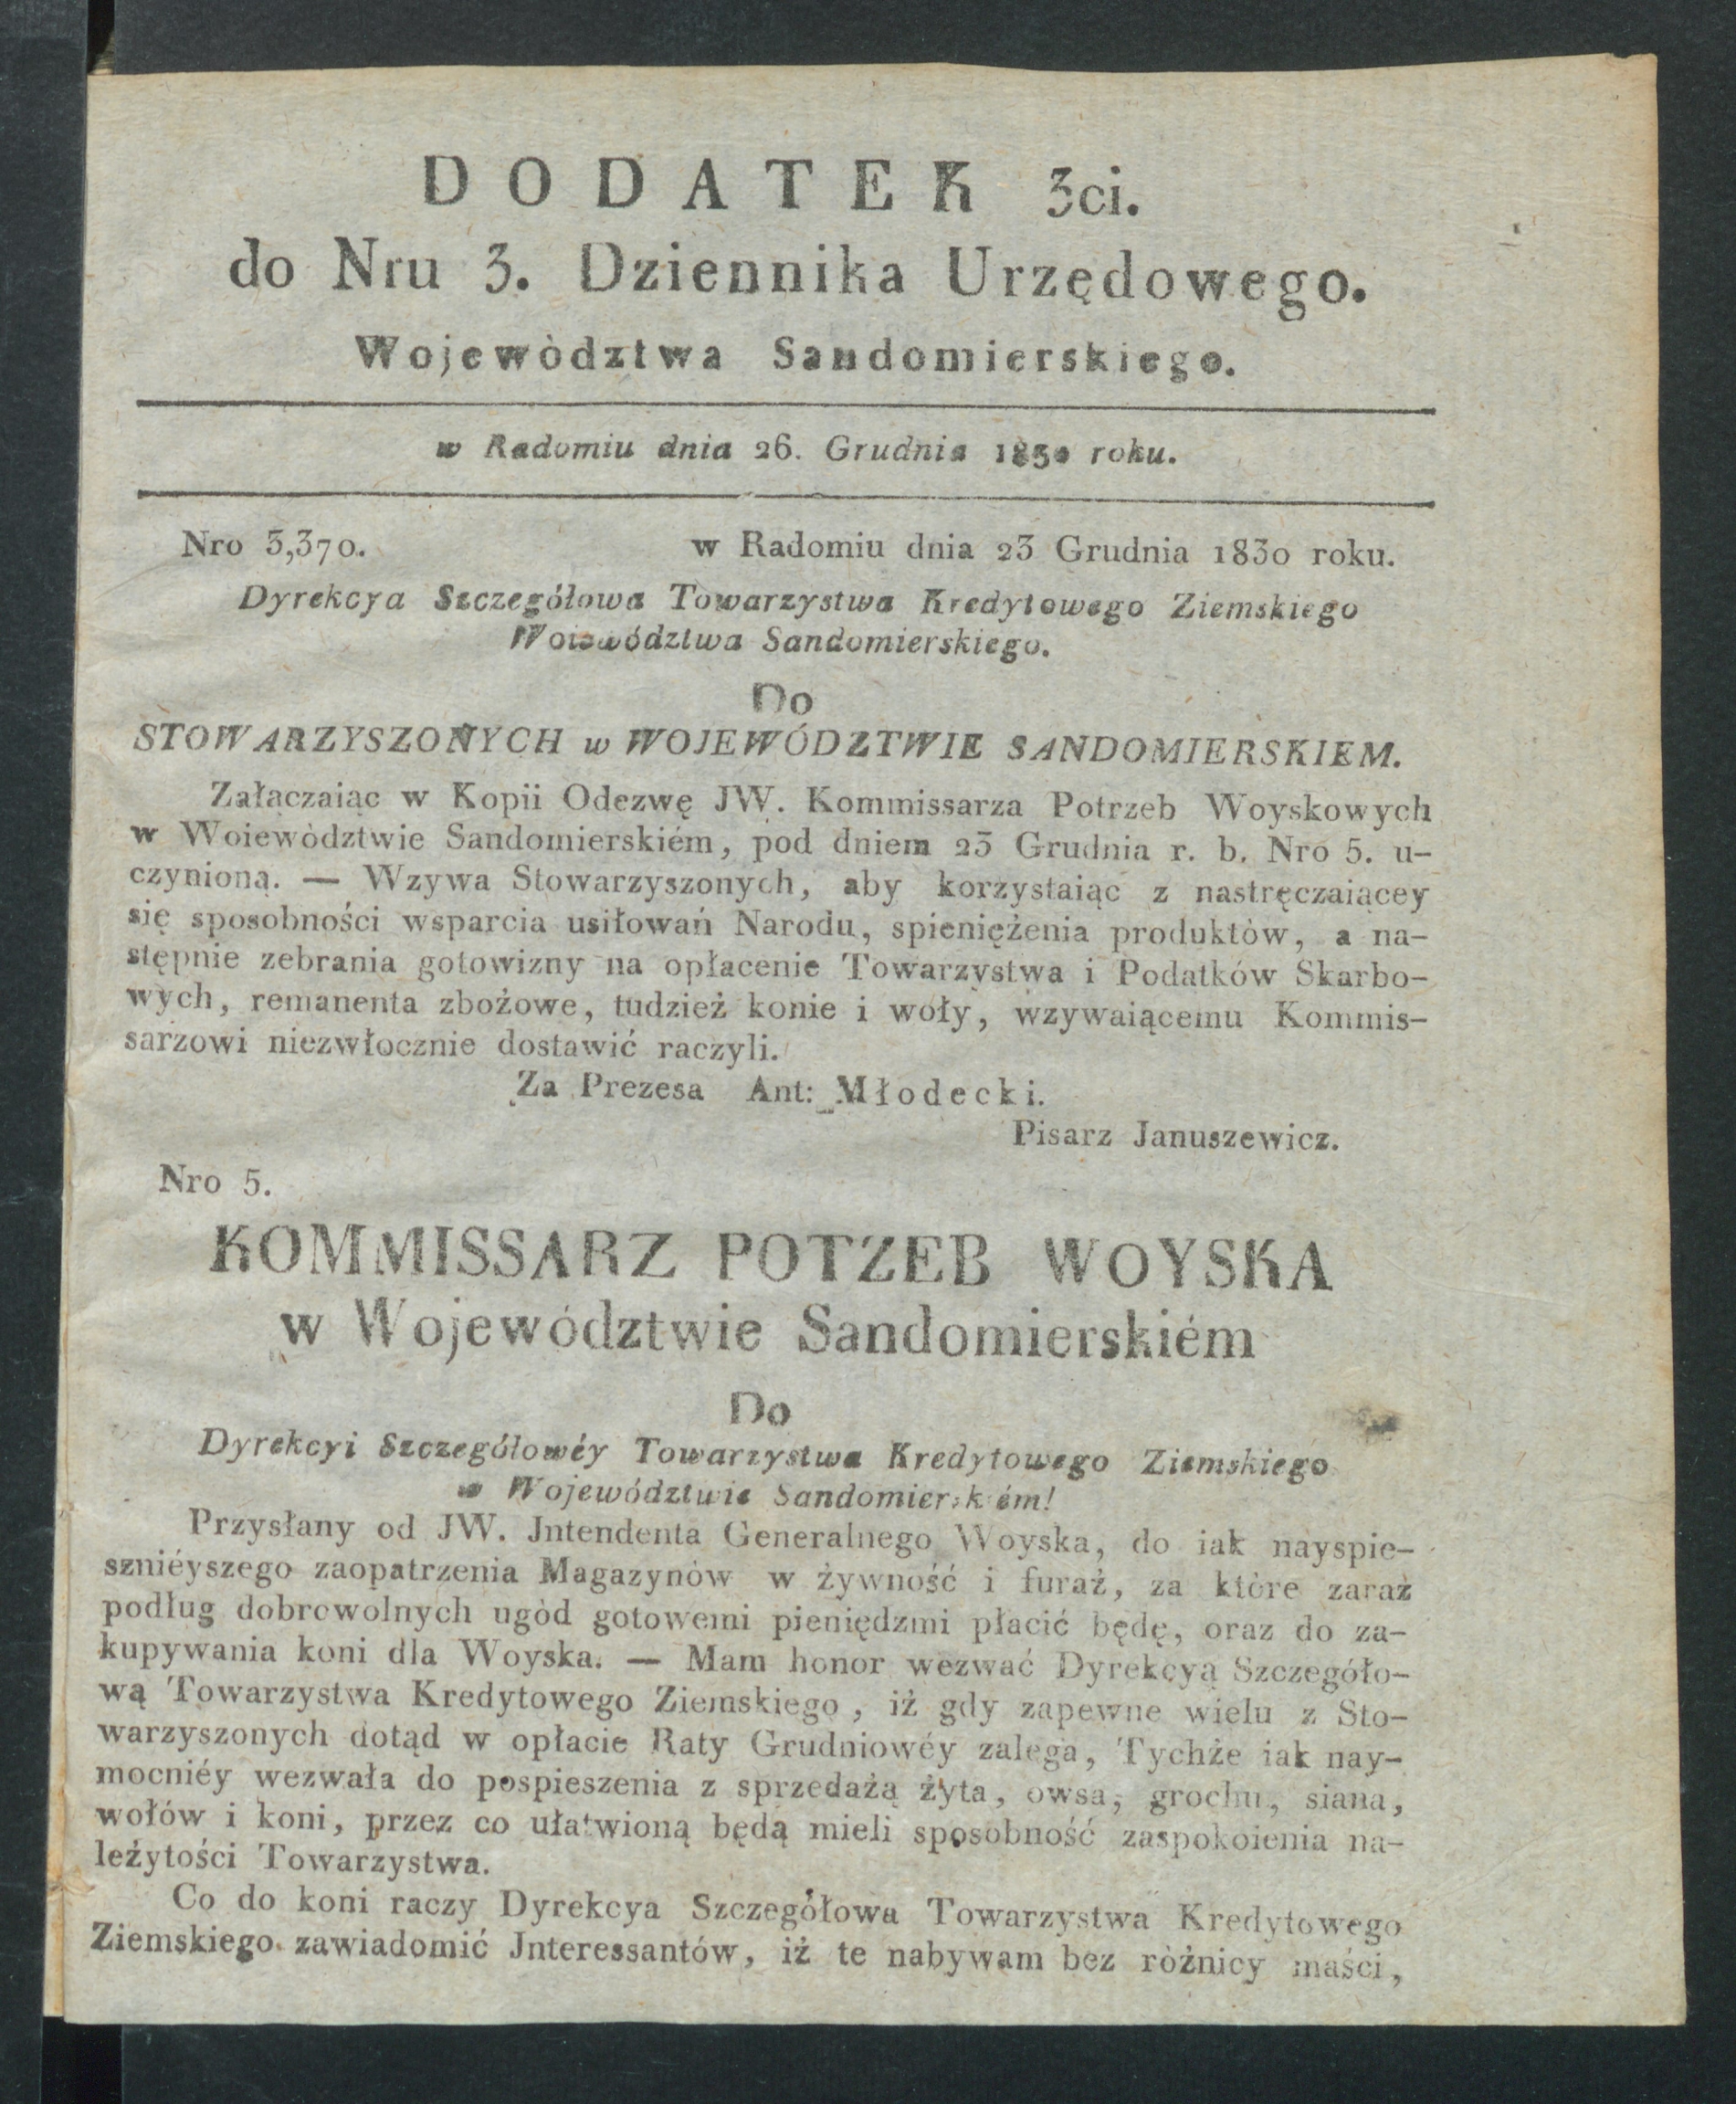 DODATEK 3ci.
do Nru 3. Dziennika Urzędowego.
Wojewòdztwa Sandomierskiego.
w Radomiu dnia 26. Grudnia 1830 roku.
Nro 3,370. w Radomiu dnia 23 Grudnia 1830 roku.
Dyrekcya Szczegółowa Towarzystwa Kredytowego Ziemskiego
Woiewództwa Sandomierskiego.
Do
STOWARZYSZONYCH w WOJEWÓDZTWIE SANDOMIERSKIEM.
Załączaiąc w Kopii Odezwę JW. Kommissarza Potrzeb Woyskowych
w Woiewòdztwie Sandomierskiém, pod dniem 23 Grudnia r. b. Nro 5. u-
czynioną. — Wzywa Stowarzyszonych, aby korzystaiąc z nastręczaiącey
się sposobności wsparcia usiłowań Narodu, spieniężenia produktòw, a na-
stępnie zebrania gotowizny na opłacenie Towarzystwa i Podatków Skarbo-
wych, remanenta zbożowe, tudzież konie i woły, wzywaiącemu Kommis-
sarzowi niezwłocznie dostawić raczyli.
Za Prezesa Ant: Młodecki.
Pisarz Januszewicz.
Nro 5.
KOMMISSARZ POTZEB WOYSKA
w Województwie Sandomierskiém
Do
Dyrekcyi Szczegółowéy Towarzystwa Kredytowego Ziemskiego
w Województwie Sandomierskiém!
Przysłany od JW. Jntendenta Generalnego Woyska, do iak nayspie-
szniéyszego zaopatrzenia Magazynòw w żywność i furaż, za ktòre zaraz
podług dobrowolnych ugòd gotowemi pieniędzmi płacić będę, oraz do za-
kupywania koni dla Woyska. — Mam honor wezwać Dyrekcyą Szczegóło-
wą Towarzystwa Kredytowego Ziemskiego, iż gdy zapewne wielu z Sto-
warzyszonych dotąd w opłacie Raty Grudniowéy zalega, Tychże iak nay-
mocniéy wezwała do pospieszenia z sprzedażą żyta, owsa, grochu, siana,
wołów i koni, przez co ułatwioną będą mieli sposobność zaspokoienia na-
leżytości Towarzystwa.
Co do koni raczy Dyrekcya Szczegółowa Towarzystwa Kredytowego
Ziemskiego zawiadomić Jnteressantów, iż te nabywam bez ròżnicy maści,